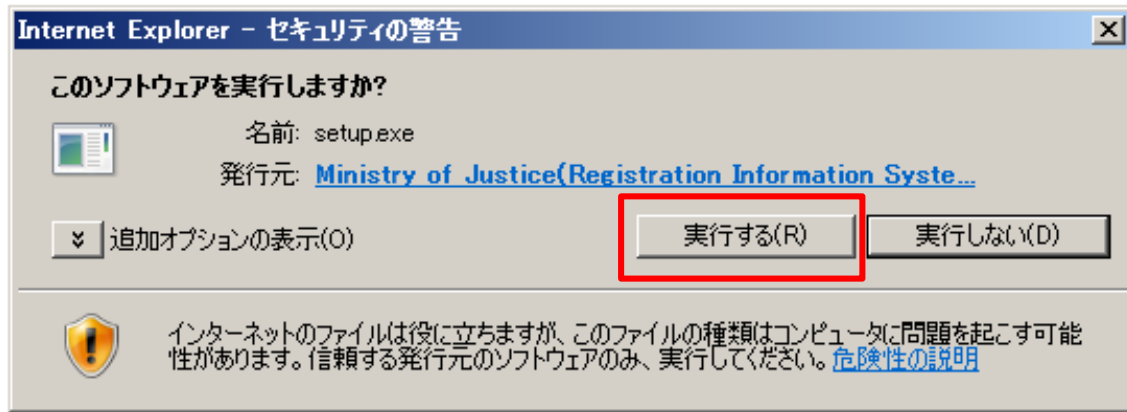 Internet Explorer - セキュリティの警告
このソフトウェアを実行しますか?
名前: setup.exe
発行元: Ministry of Justice(Registration Information Syste...
追加オプションの表示(O)
実行する(R)
実行しない(D)
インターネットのファイルは役に立ちますが、このファイルの種類はコンピュータに問題を起こす可能
性があります。信頼する発行元のソフトウェアのみ、実行してください。危険性の説明